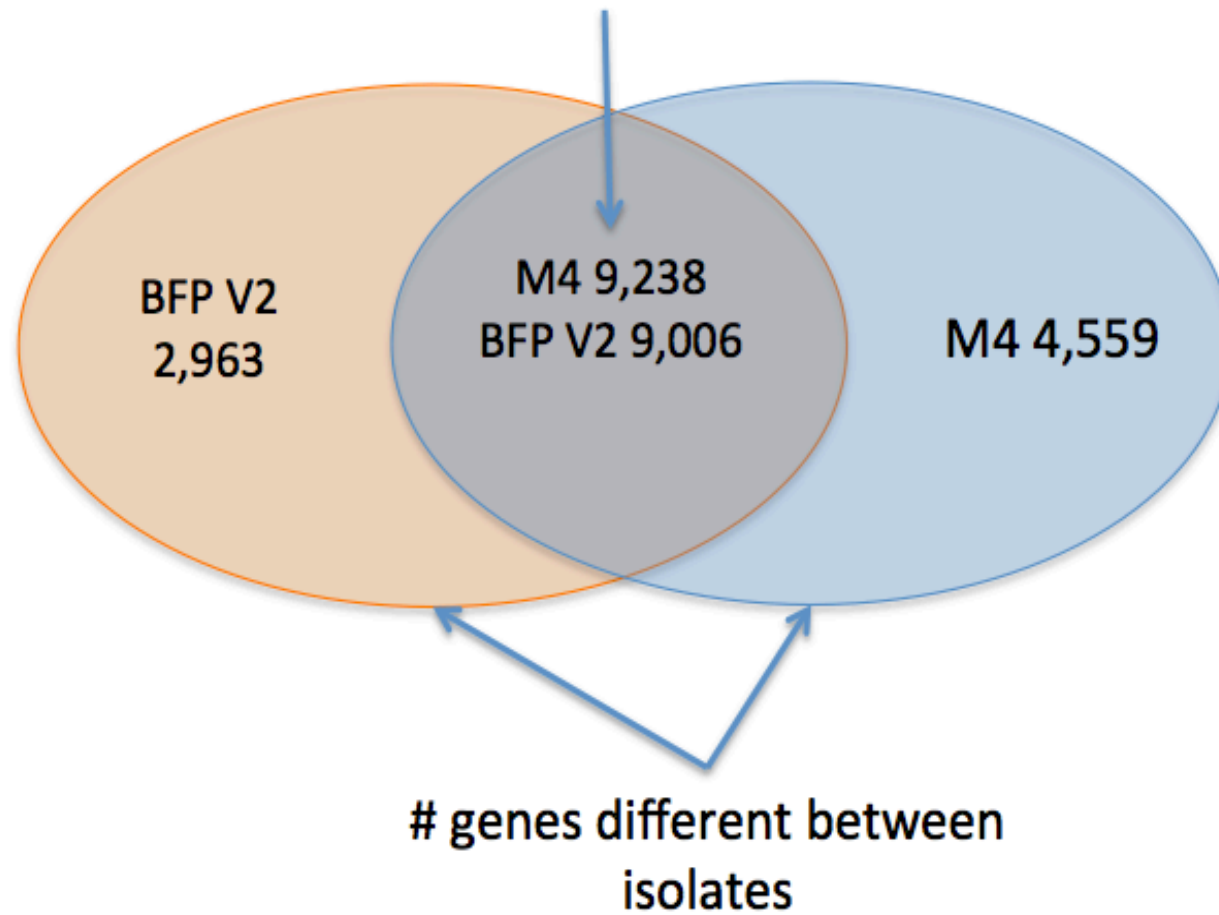 BFP V2
2,963
M4 9,238
BFP V2 9,006
M4 4,559
# genes different between
isolates